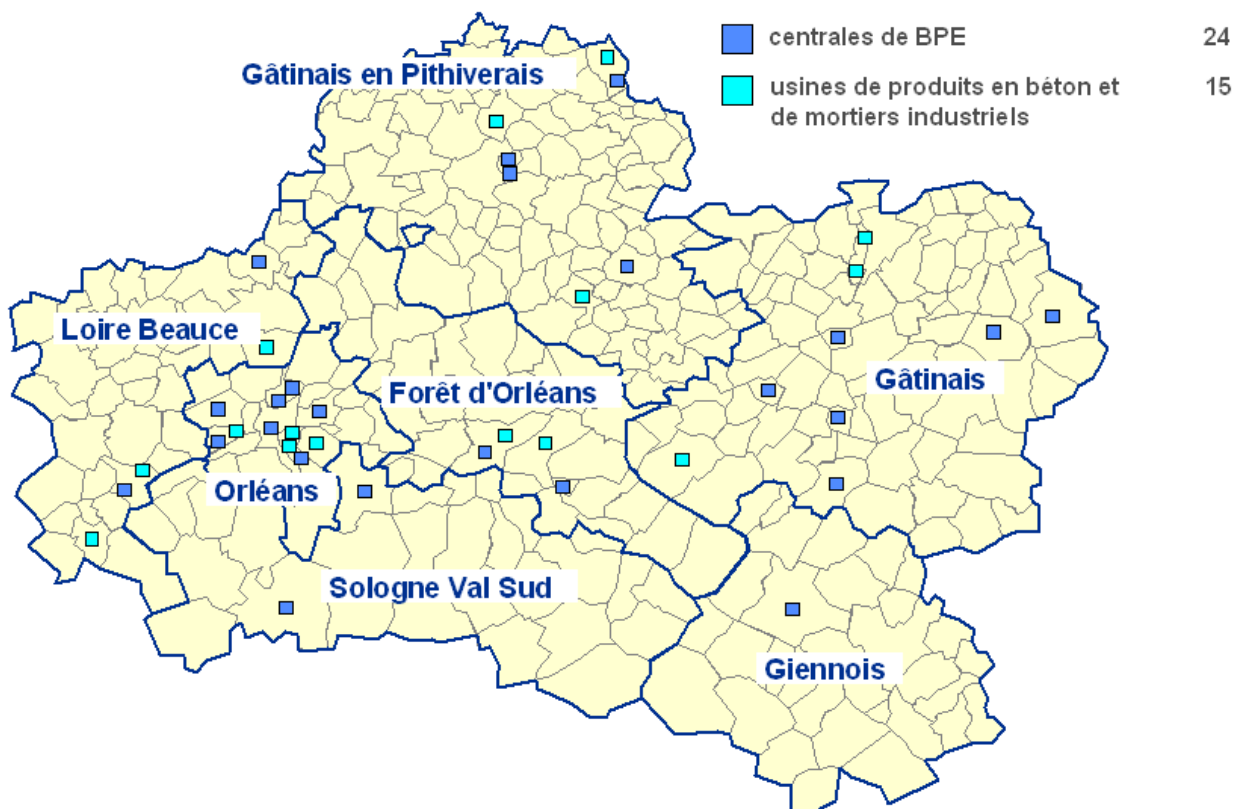 centrales de BPE 24
usines de produits en béton et 15
de mortiers industriels
Gâtinais en Pithiverais
Loire Beauce
Forêt d'Orléans
Gâtinais
Orléans
Sologne Val Sud
Giennois